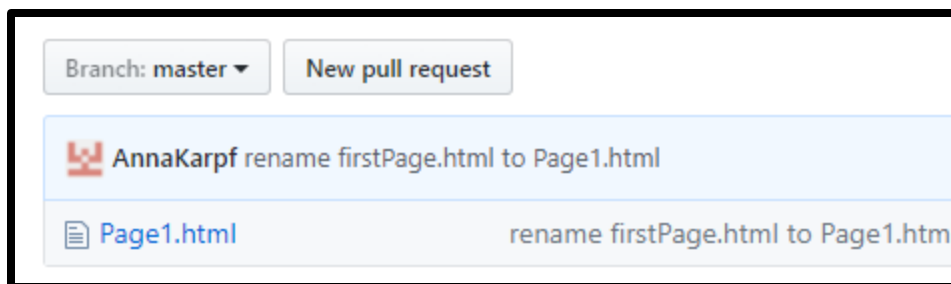 Branch: master New pull request
AnnaKarpf rename firstPage.html to Page1.html
Page1.html rename firstPage.html to Page1.htm